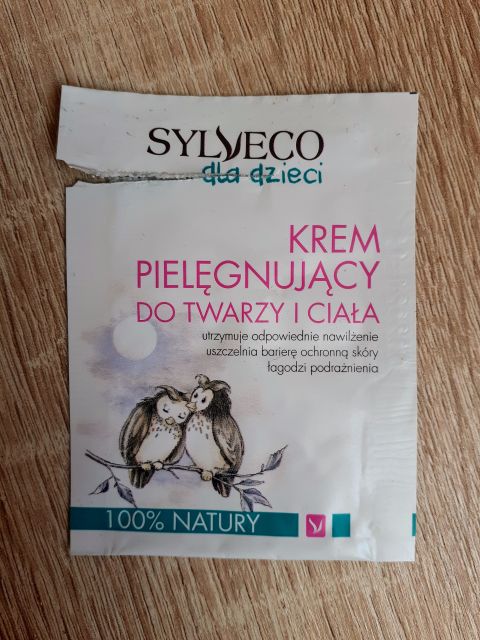 SYLVECO
dla dzieci
KREM
PIELĘGNUJĄCY
DO TWARZY I CIAŁA
utrzymuje odpowiednie nawilżenie
uszczelnia barierę ochronną skóry
łagodzi podrażnienia
100% NATURY